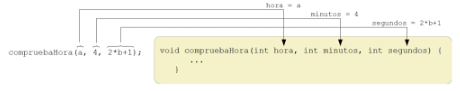 hora = a
minutos = 4
segundos = 2*b+1
compruebaHora(a, 4, 2*b+1);
void compruebaHora(int hora, int minutos, int segundos) {
...
}